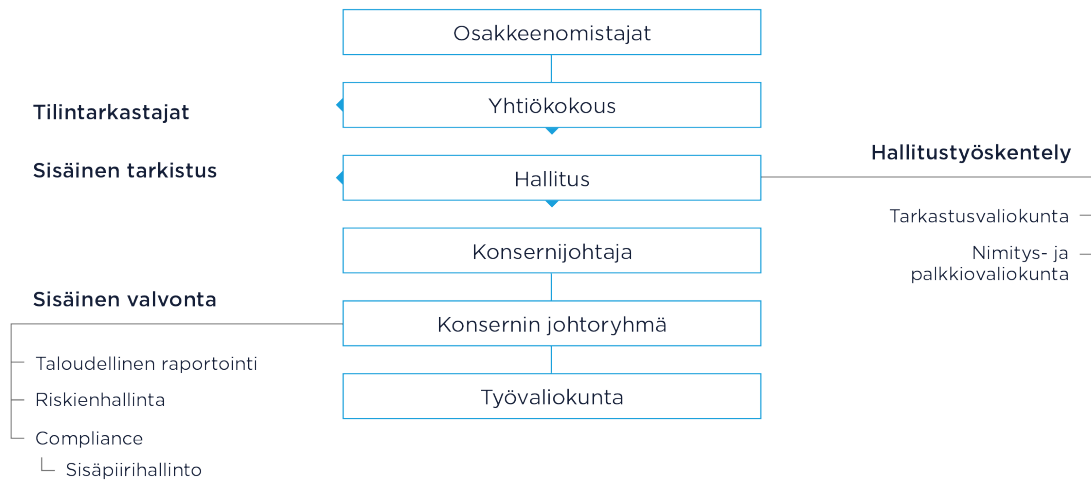 Osakkeenomistajat
Tilintarkastajat
Yhtiökokous
Sisäinen tarkistus
Hallitus
Hallitustyöskentely
Tarkastusvaliokunta
Nimitys- ja
palkkiovaliokunta
Konsernijohtaja
Sisäinen valvonta
Konsernin johtoryhmä
Taloudellinen raportointi
Riskienhallinta
Työvaliokunta
Compliance
Sisäpiirihallinto